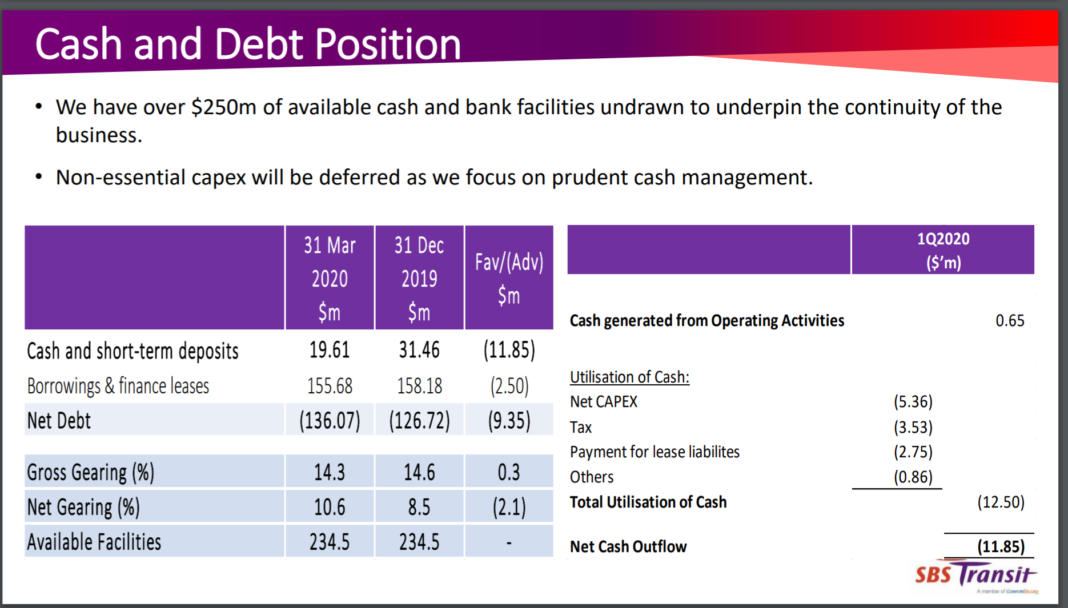 Cash and Debt Position
• We have over $250m of available cash and bank facilities undrawn to underpin the continuity of the
business.
• Non-essential capex will be deferred as we focus on prudent cash management.
31 Mar 2020 $m 31 Dec 2019 $m Fav/(Adv) $m
Cash and short-term deposits 19.61 31.46 (11.85)
Borrowings & finance leases 155.68 158.18 (2.50)
Net Debt (136.07) (126.72) (9.35)
Gross Gearing (%) 14.3 14.6 0.3
Net Gearing (%) 10.6 8.5 (2.1)
Available Facilities 234.5 234.5 -
1Q2020
($'m)
Cash generated from Operating Activities 0.65
Utilisation of Cash:
Net CAPEX (5.36)
Tax (3.53)
Payment for lease liabilites (2.75)
Others (0.86)
Total Utilisation of Cash (12.50)
Net Cash Outflow (11.85)
SBS Transit
A member of ComfortDelGro